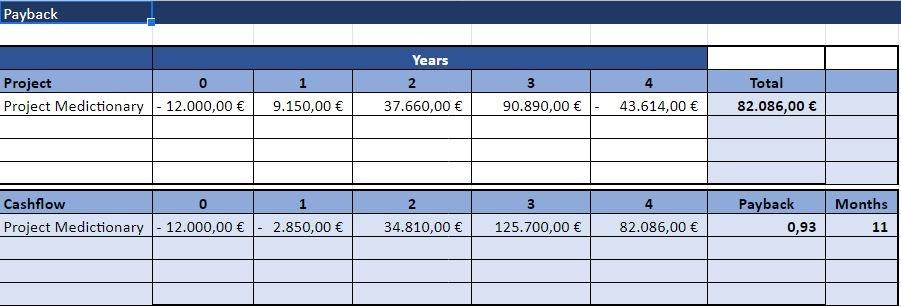 Payback
Years
Project 0 1 2 3 4 Total
Project Medictionary - 12.000,00 € 9.150,00 € 37.660,00 € 90.890,00 € - 43.614,00 € 82.086,00 €
Cashflow 0 1 2 3 4 Payback Months
Project Medictionary - 12.000,00 € - 2.850,00 € 34.810,00 € 125.700,00 € 82.086,00 € 0,93 11